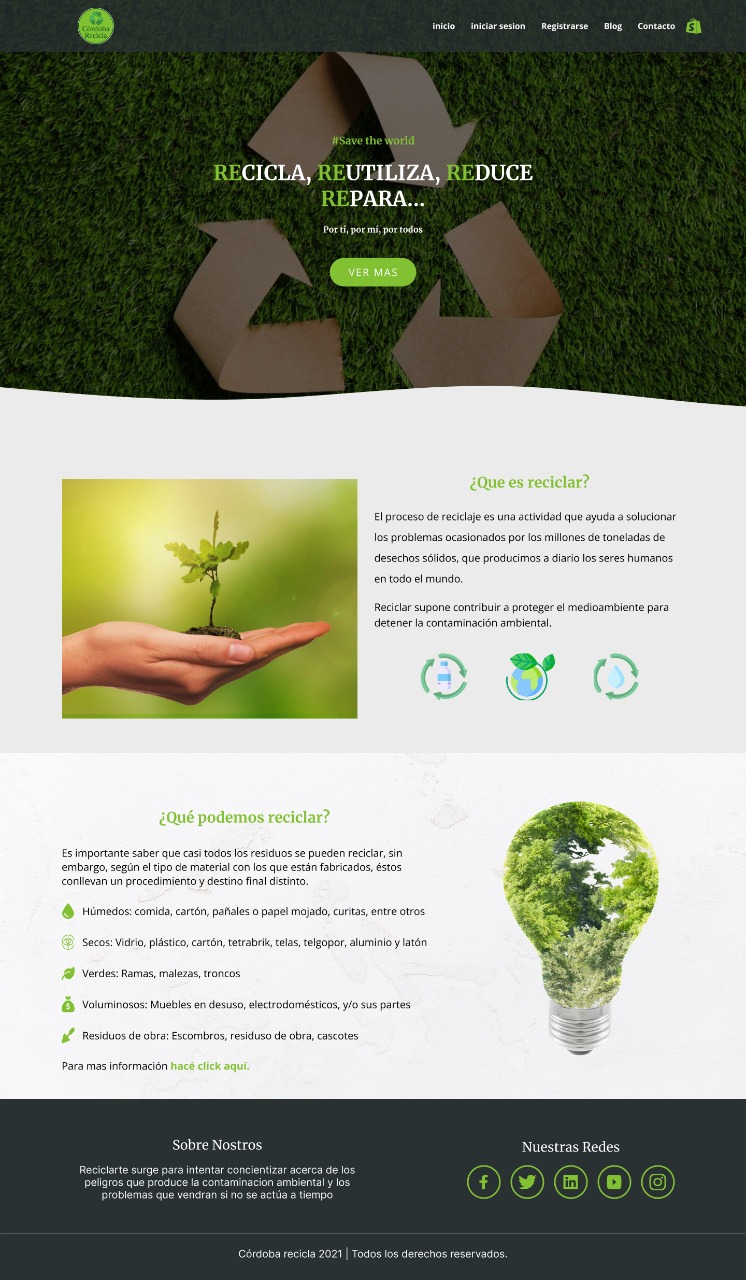 Córdoba
Recicla.
inicio iniciar sesion Registrarse Blog Contacto
#Save the world
RECICLA, REUTILIZA, REDUCE
REPARA...
Por ti, por mi, por todos
VER MAS
¿Que es reciclar?
El proceso de reciclaje es una actividad que ayuda a solucionar
los problemas ocasionados por los millones de toneladas de
desechos sólidos, que producimos a diario los seres humanos
en todo el mundo.
Reciclar supone contribuir a proteger el medioambiente para
detener la contaminación ambiental.
¿Qué podemos reciclar?
Es importante saber que casi todos los residuos se pueden reciclar, sin
embargo, según el tipo de material con los que están fabricados, éstos
conllevan un procedimiento y destino final distinto.
Húmedos: comida, cartón, pañales o papel mojado, curitas, entre otros
Secos: Vidrio, plástico, cartón, tetrabrik, telas, telgopor, aluminio y latón
Verdes: Ramas, malezas, troncos
Voluminosos: Muebles en desuso, electrodomésticos, y/o sus partes
Residuos de obra: Escombros, residuso de obra, cascotes
Para mas información hacé click aquí.
Sobre Nostros
Reciclarte surge para intentar concientizar acerca de los
peligros que produce la contaminacion ambiental y los
problemas que vendran si no se actúa a tiempo
Nuestras Redes
Córdoba recicla 2021 | Todos los derechos reservados.